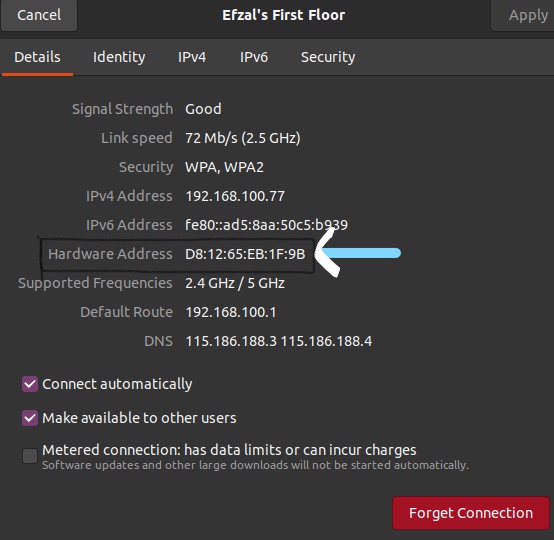 Cancel Efzal's First Floor Apply
Details Identity IPv4 IPv6 Security
Signal Strength Good
Link speed 72 Mb/s (2.5 GHz)
Security WPA, WPA2
IPv4 Address 192.168.100.77
IPv6 Address fe80::ad5:8aa:50c5:b939
Hardware Address D8:12:65:EB:1F:9B
Supported Frequencies 2.4 GHz / 5 GHz
Default Route 192.168.100.1
DNS 115.186.188.3 115.186.188.4
Connect automatically
Make available to other users
Metered connection: has data limits or can incur charges
Software updates and other large downloads will not be started automatically.
Forget Connection